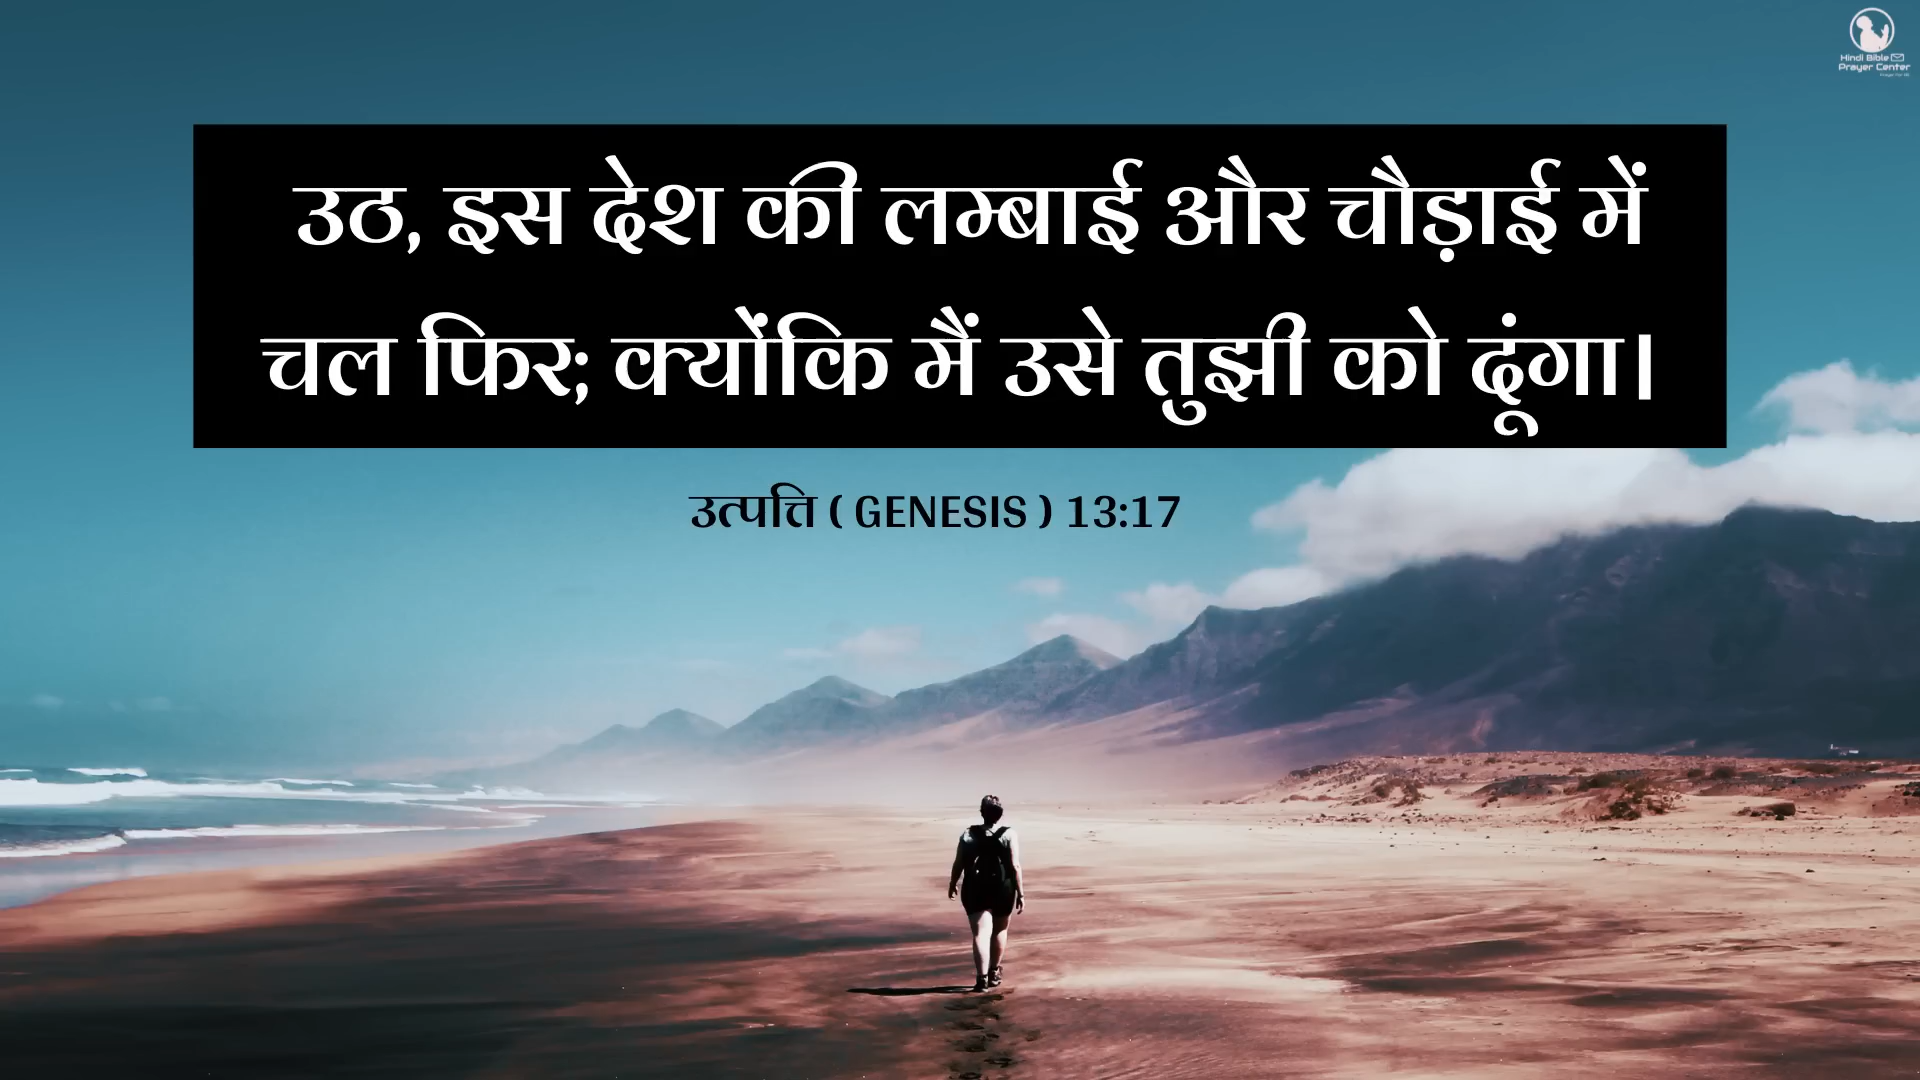 Hindi Bible
Prayer Center
उठ, इस देश की लम्बाई और चौड़ाई में
चल फिर; क्योंकि मैं उसे तुझी को दूंगा।
उत्पत्ति ( GENESIS ) 13:17